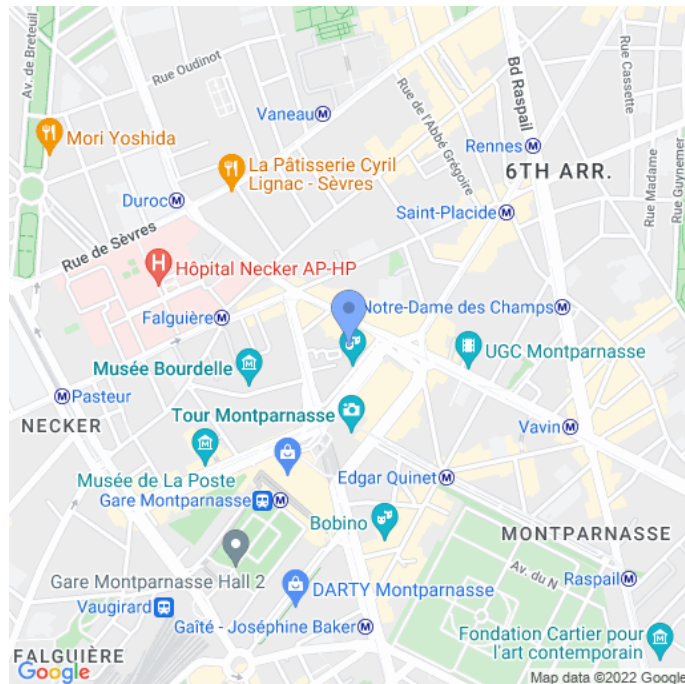 Av. de Breteuil
Rue Oudinot
Bd Raspail
Rue Cassette
Vaneau M
Rue de l'Abbé Grégoire
Mori Yoshida
Rennes M
La Pâtisserie Cyril
Lignac - Sèvres
6TH ARR.
Rue Madame
Rue Guynemer
Duroc M
Saint-Placide M
Rue de Sèvres
H
Hôpital Necker AP-HP
Notre-Dame des Champs M
Falguière M
UGC Montparnasse
Musée Bourdelle
M Pasteur
NECKER
Tour Montparnasse
Vavin M
Musée de La Poste
Edgar Quinet M
Gare Montparnasse M
Bobino
MONTPARNASSE
Av. du N
Gare Montparnasse Hall 2
Raspail M
DARTY Montparnasse
Vaugirard
Gaîté - Joséphine Baker M
Fondation Cartier pour
l'art contemporain
FALGUIÈRE
Google
Map data ©2022 Google